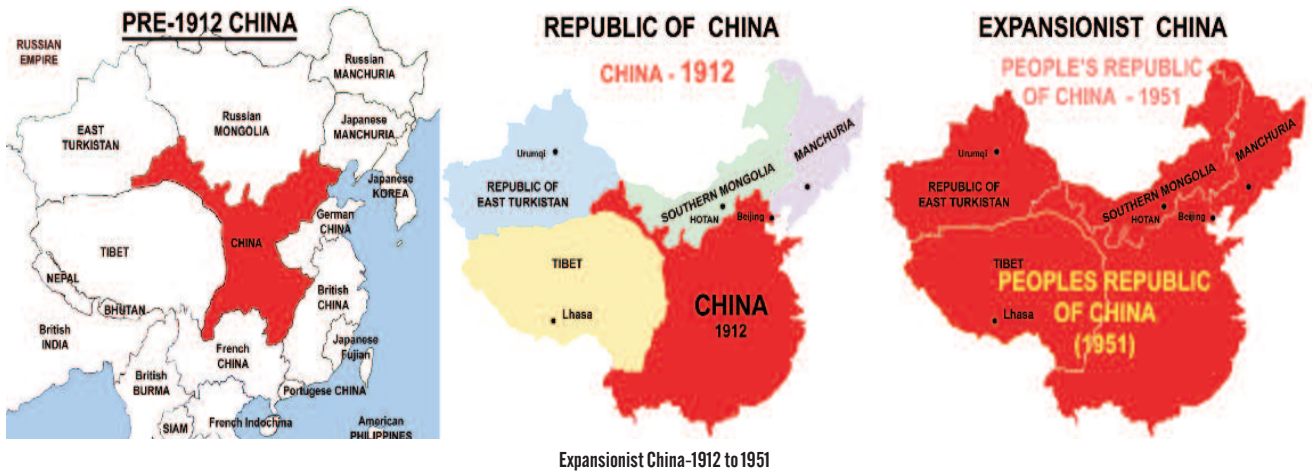 PRE-1912 CHINA
RUSSIAN
EMPIRE
Russian
MANCHURIA
EAST
TURKISTAN
Russian
MONGOLIA
Japanese
MANCHURIA
Japanese
KOREA
German
CHINA
CHINA
TIBET
NEPAL
BHUTAN
British
CHINA
British
INDIA
Japanese
Fujian
French
CHINA
British
BURMA
Portugese CHINA
SIAM
French Indochina
American
PHILIPPINES
REPUBLIC OF CHINA
CHINA - 1912
Urumqi
MANCHURIA
REPUBLIC OF
EAST TURKISTAN
SOUTHERN MONGOLIA
HOTAN
Beijing
TIBET
Lhasa
CHINA
1912
EXPANSIONIST CHINA
PEOPLE'S REPUBLIC
OF CHINA - 1951
Urumqi
MANCHURIA
REPUBLIC OF
EAST TURKISTAN
SOUTHERN MONGOLIA
HOTAN
Beijing
TIBET
PEOPLES REPUBLIC
OF CHINA
(1951)
Lhasa
Expansionist China-1912 to 1951